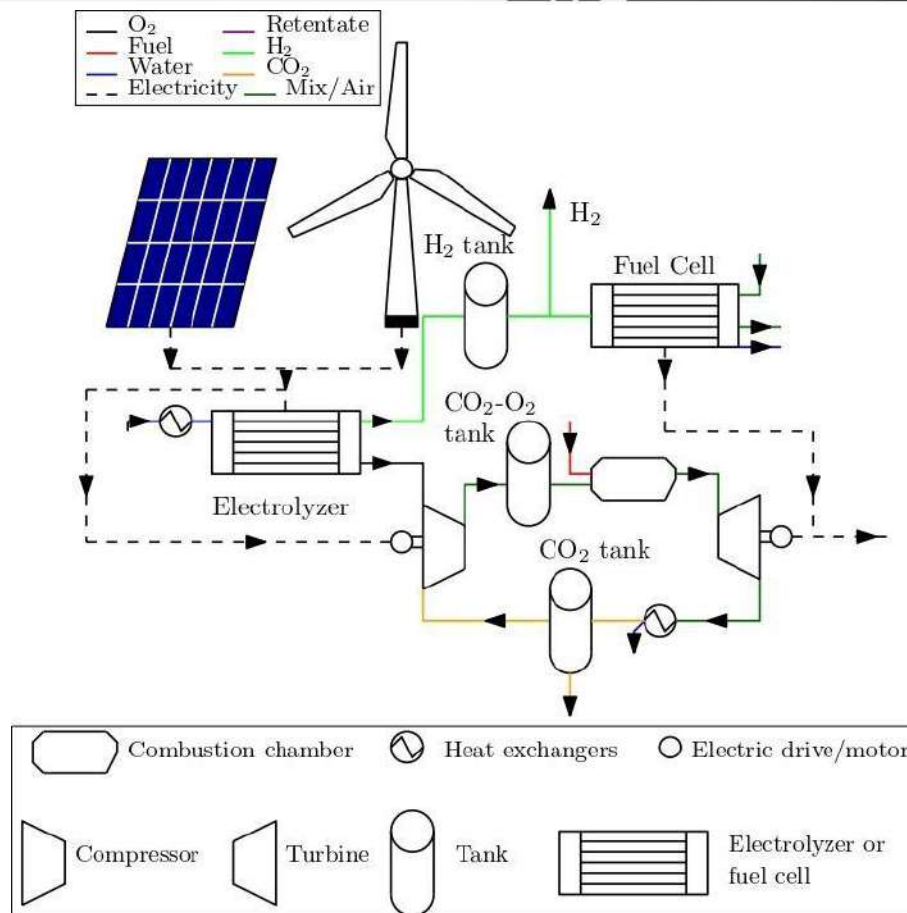 O₂ Retentate
Fuel H₂
Water CO₂
Electricity Mix/Air
H₂
H₂ tank
Fuel Cell
CO₂-O₂
tank
Electrolyzer
CO₂ tank
Combustion chamber Heat exchangers Electric drive/motor
Compressor Turbine Tank Electrolyzer or
fuel cell